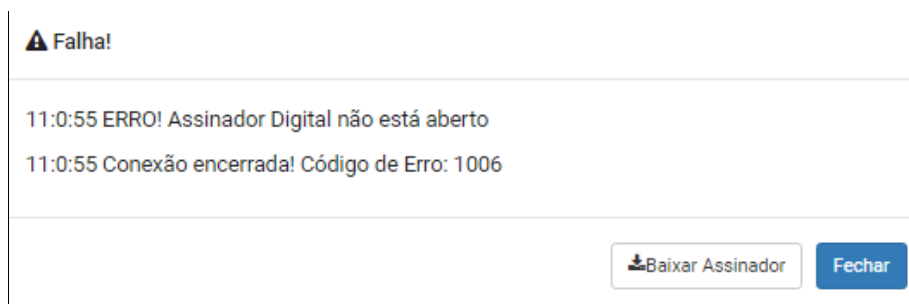 Falha!
11:0:55 ERRO! Assinador Digital não está aberto
11:0:55 Conexão encerrada! Código de Erro: 1006
Baixar Assinador
Fechar